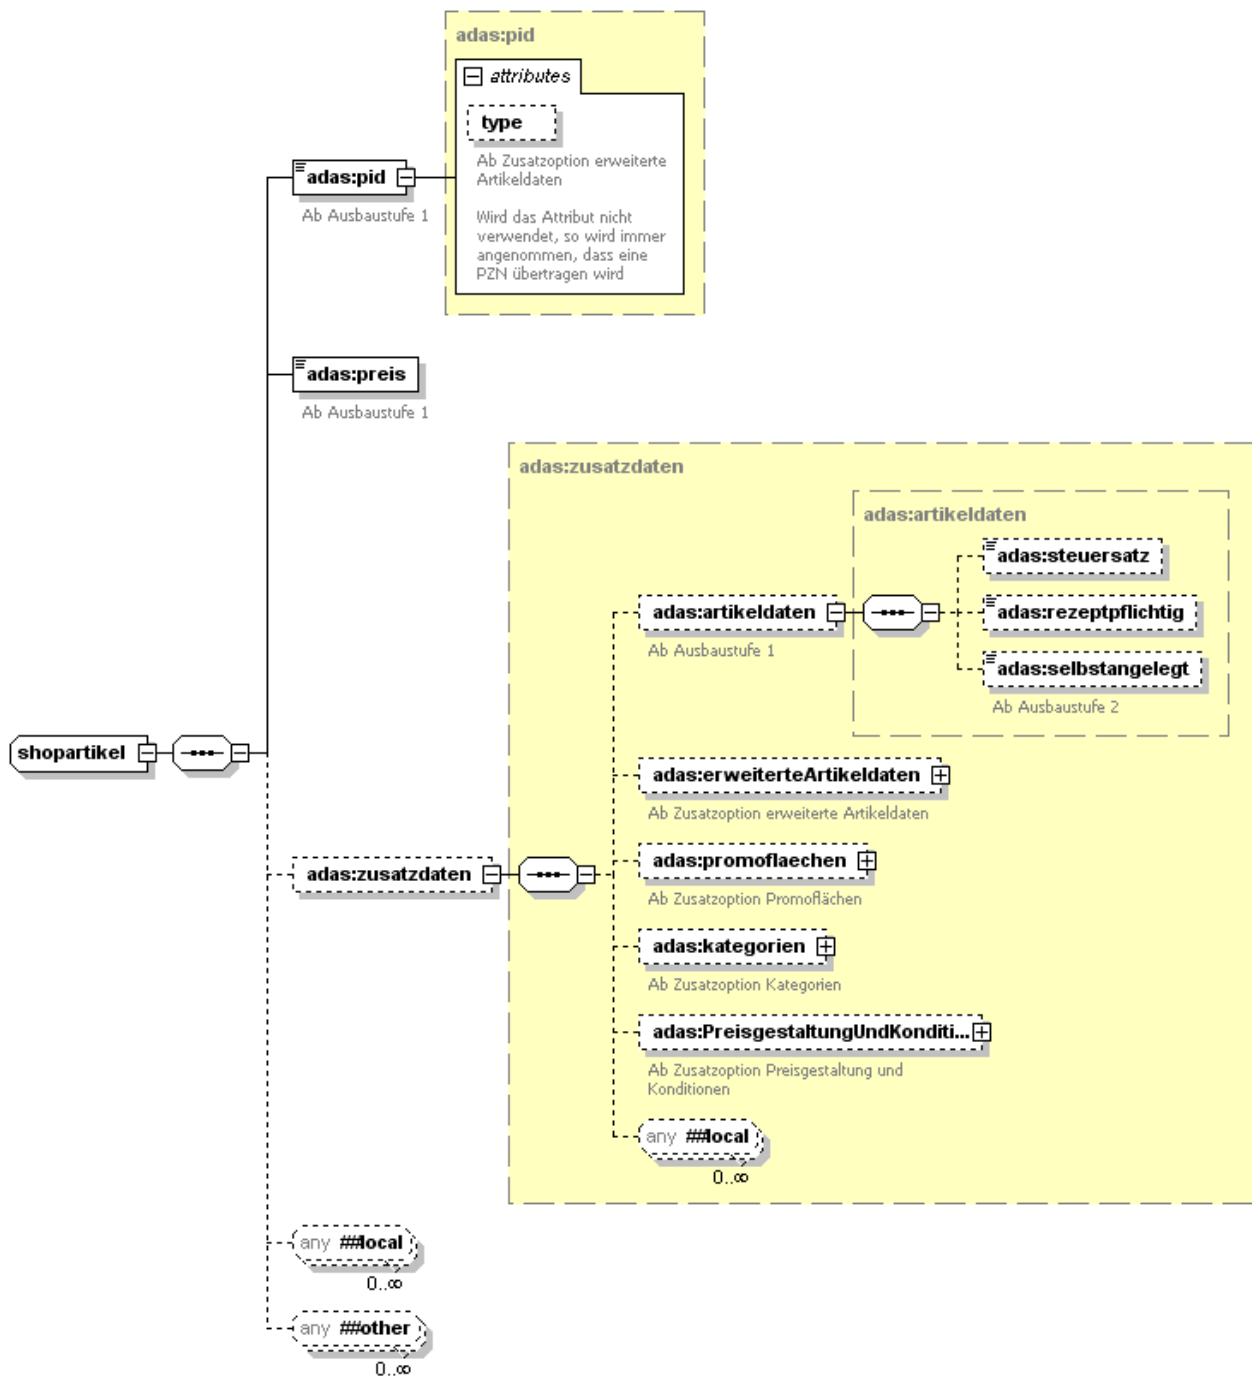 adas:pid
attributes
type
Ab Zusatzoption erweiterte
Artikeldaten
Wird das Attribut nicht
verwendet, so wird immer
angenommen, dass eine
PZN übertragen wird
adas:pid
Ab Ausbaustufe 1
adas:preis
Ab Ausbaustufe 1
adas:zusatzdaten
adas:artikeldaten
adas:steuersatz
adas:artikeldaten
Ab Ausbaustufe 1
adas:rezeptpflichtig
adas:selbstangelegt
Ab Ausbaustufe 2
shopartikel
adas:erweiterteArtikeldaten
Ab Zusatzoption erweiterte Artikeldaten
adas:zusatzdaten
adas:promoflaechen
Ab Zusatzoption Promoflächen
adas:kategorien
Ab Zusatzoption Kategorien
adas:PreisgestaltungUndKonditi...
Ab Zusatzoption Preisgestaltung und
Konditionen
any ##local
0..∞
any ##local
0..∞
any ##other
0..∞